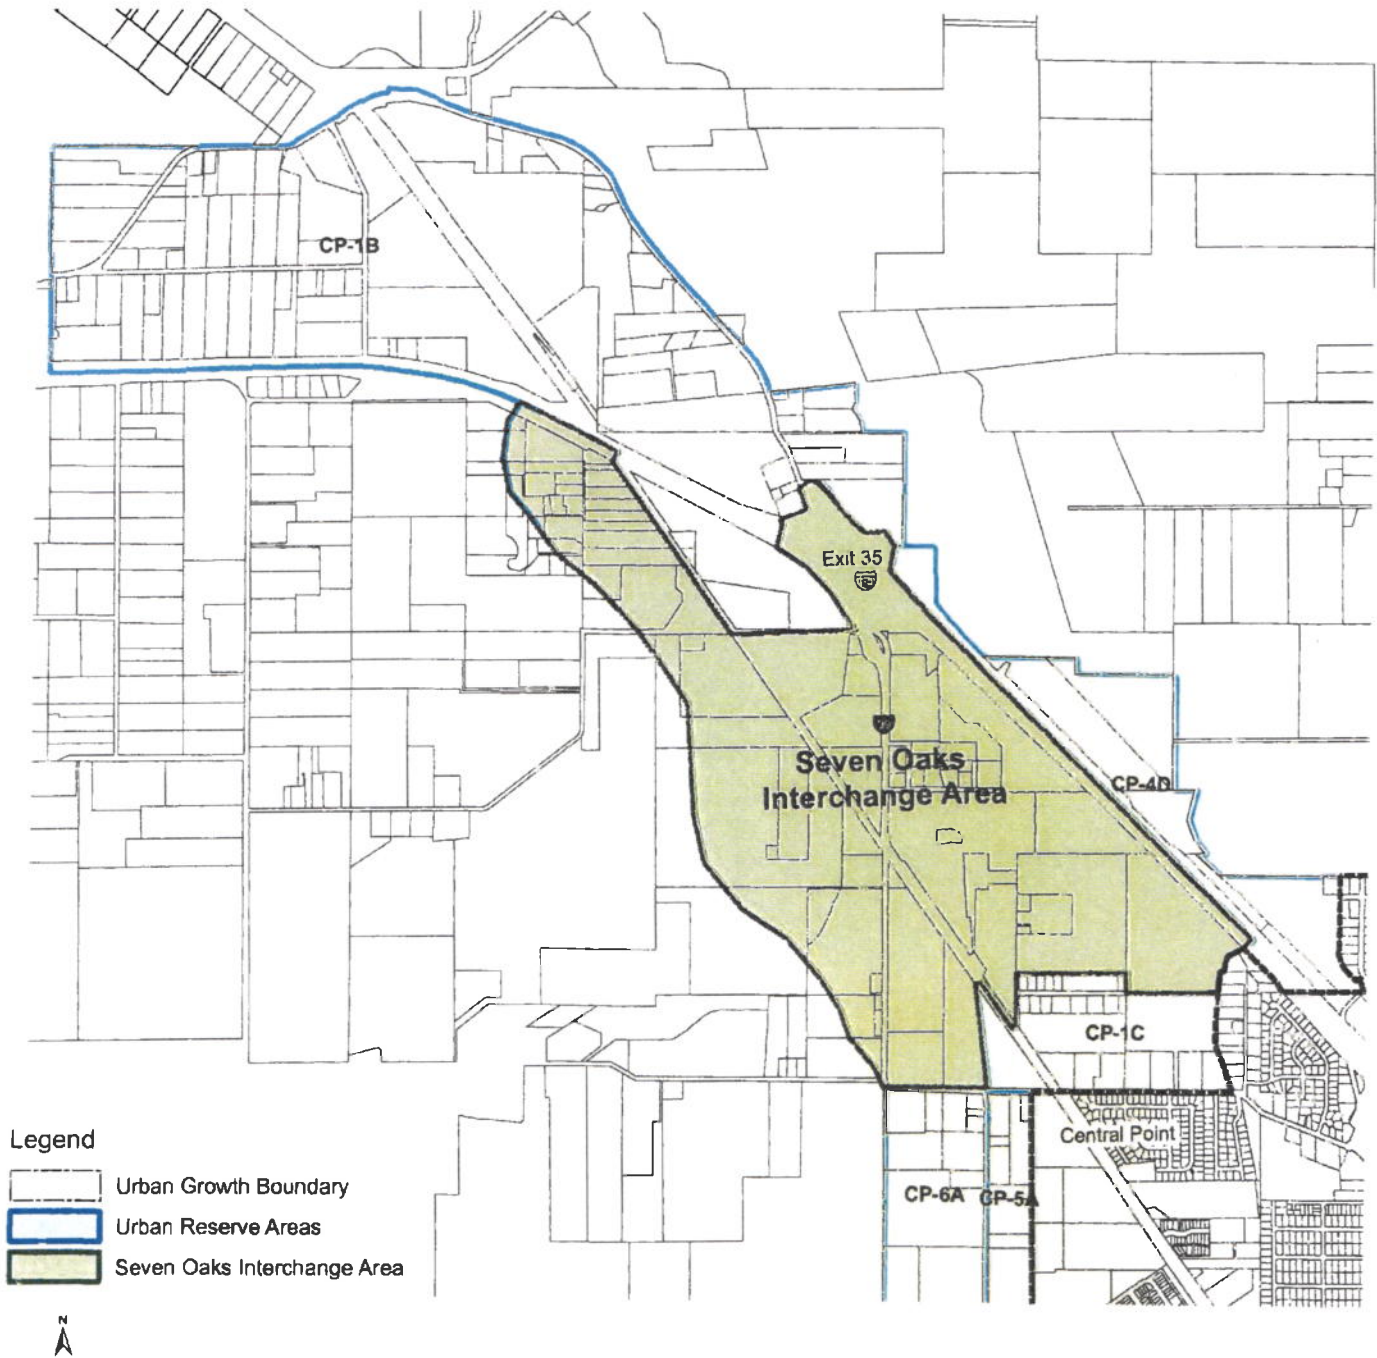 CP-1B
Exit 35
Seven Oaks
Interchange Area
CP-4D
CP-1C
Central Point
CP-6A
CP-5A
Legend
Urban Growth Boundary
Urban Reserve Areas
Seven Oaks Interchange Area
N